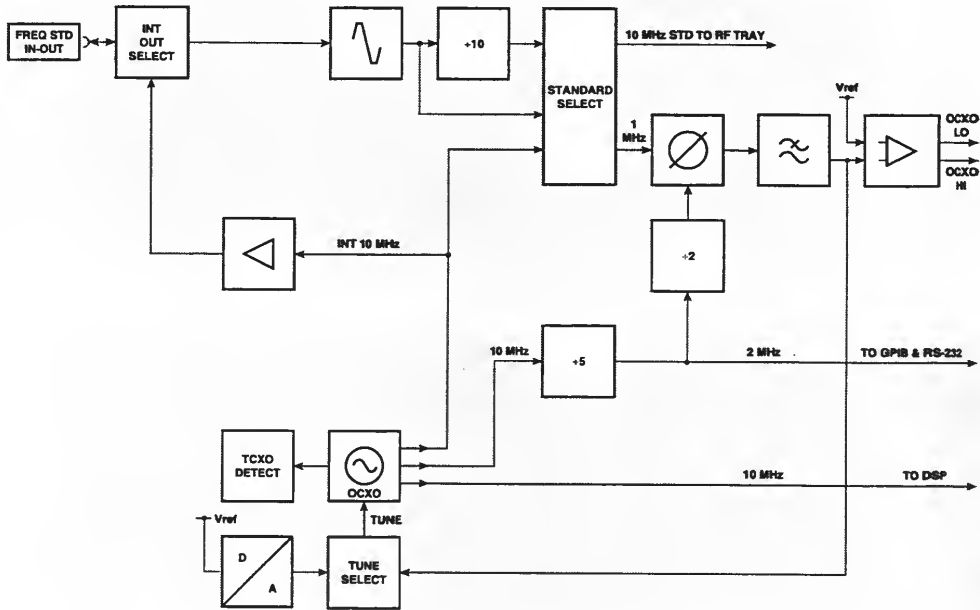 FREQ STD
IN-OUT
INT
OUT
SELECT
÷10
STANDARD
SELECT
10 MHz STD TO RF TRAY
1
MHz
Vref
OCXO
LO
OCXO
HI
÷2
INT 10 MHz
10 MHz
÷5
2 MHz
TO GPIB & RS-232
TCXO
DETECT
OCXO
10 MHz
TO DSP
TUNE
Vref
D
A
TUNE
SELECT